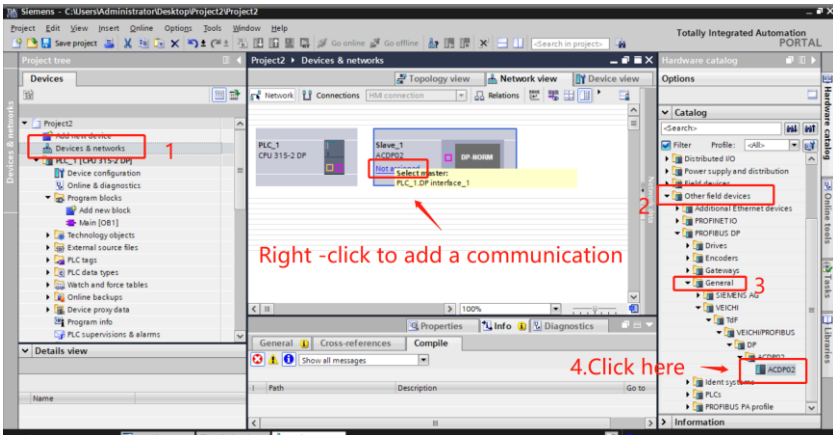 Siemens - C:\Users\Administrator\Desktop\Project2\Project2
Project Edit View Insert Online Options Tools Window Help
Totally Integrated Automation
PORTAL
Save project Go online Go offline <Search in project>
Project tree
Project2 ▸ Devices & networks
Hardware catalog
Devices
Topology view Network view Device view
Options
Network Connections HMI connection Relations
Catalog
<Search>
Filter Profile: <All>
Project2
Add new device
Devices & networks
1
PLC_1 [CPU 315-2 DP]
Device configuration
Online & diagnostics
Program blocks
Add new block
Main [OB1]
Technology objects
External source files
PLC tags
PLC data types
Watch and force tables
Online backups
Device proxy data
Program info
PLC supervisions & alarms
Details view
Name
PLC_1
CPU 315-2 DP
Slave_1
ACDP02
DP-NORM
Not assigned
Select master:
PLC_1.DP interface_1
Right -click to add a communication
100%
Properties Info Diagnostics
General Cross-references Compile
Show all messages
! Path Description Go to
Distributed I/O
Power supply and distribution
Field devices
2
Other field devices
Additional Ethernet devices
PROFINET IO
PROFIBUS DP
Drives
Encoders
Gateways
General
3
SIEMENS AG
VEICHI
TdF
VEICHI/PROFIBUS
DP
ACDP02
4.Click here
ACDP02
Ident systems
PLCs
PROFIBUS PA profile
Information
Devices & networks
Hardware catalog
Online tools
Tasks
Libraries